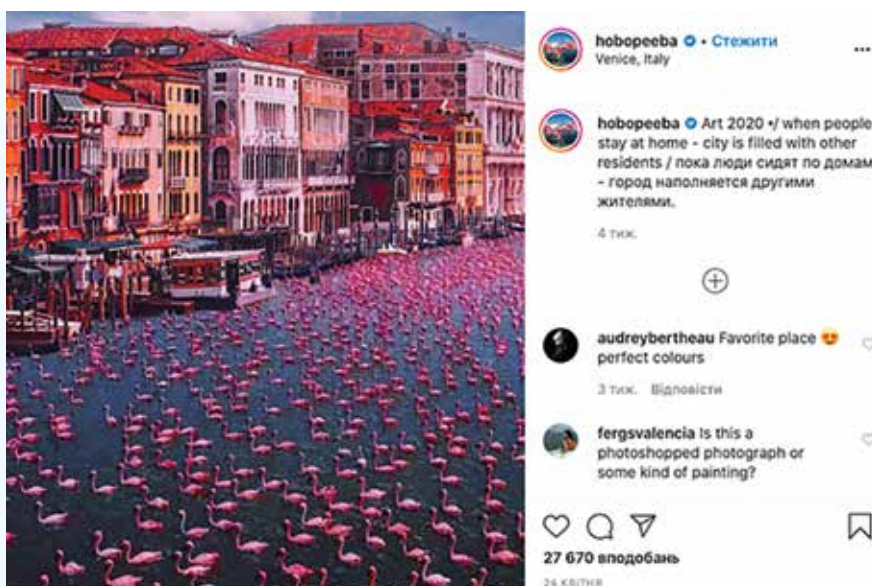 hobopeeba • Стежити
Venice, Italy
hobopeeba Art 2020 •/ when people
stay at home - city is filled with other
residents / пока люди сидят по домам
- город наполняется другими
жителями.
4 тиж.
audreybertheau Favorite place 😍
perfect colours
3 тиж. Відповісти
fergsvalencia Is this a
photoshopped photograph or
some kind of painting?
27 670 вподобань
24 КВІТНЯ